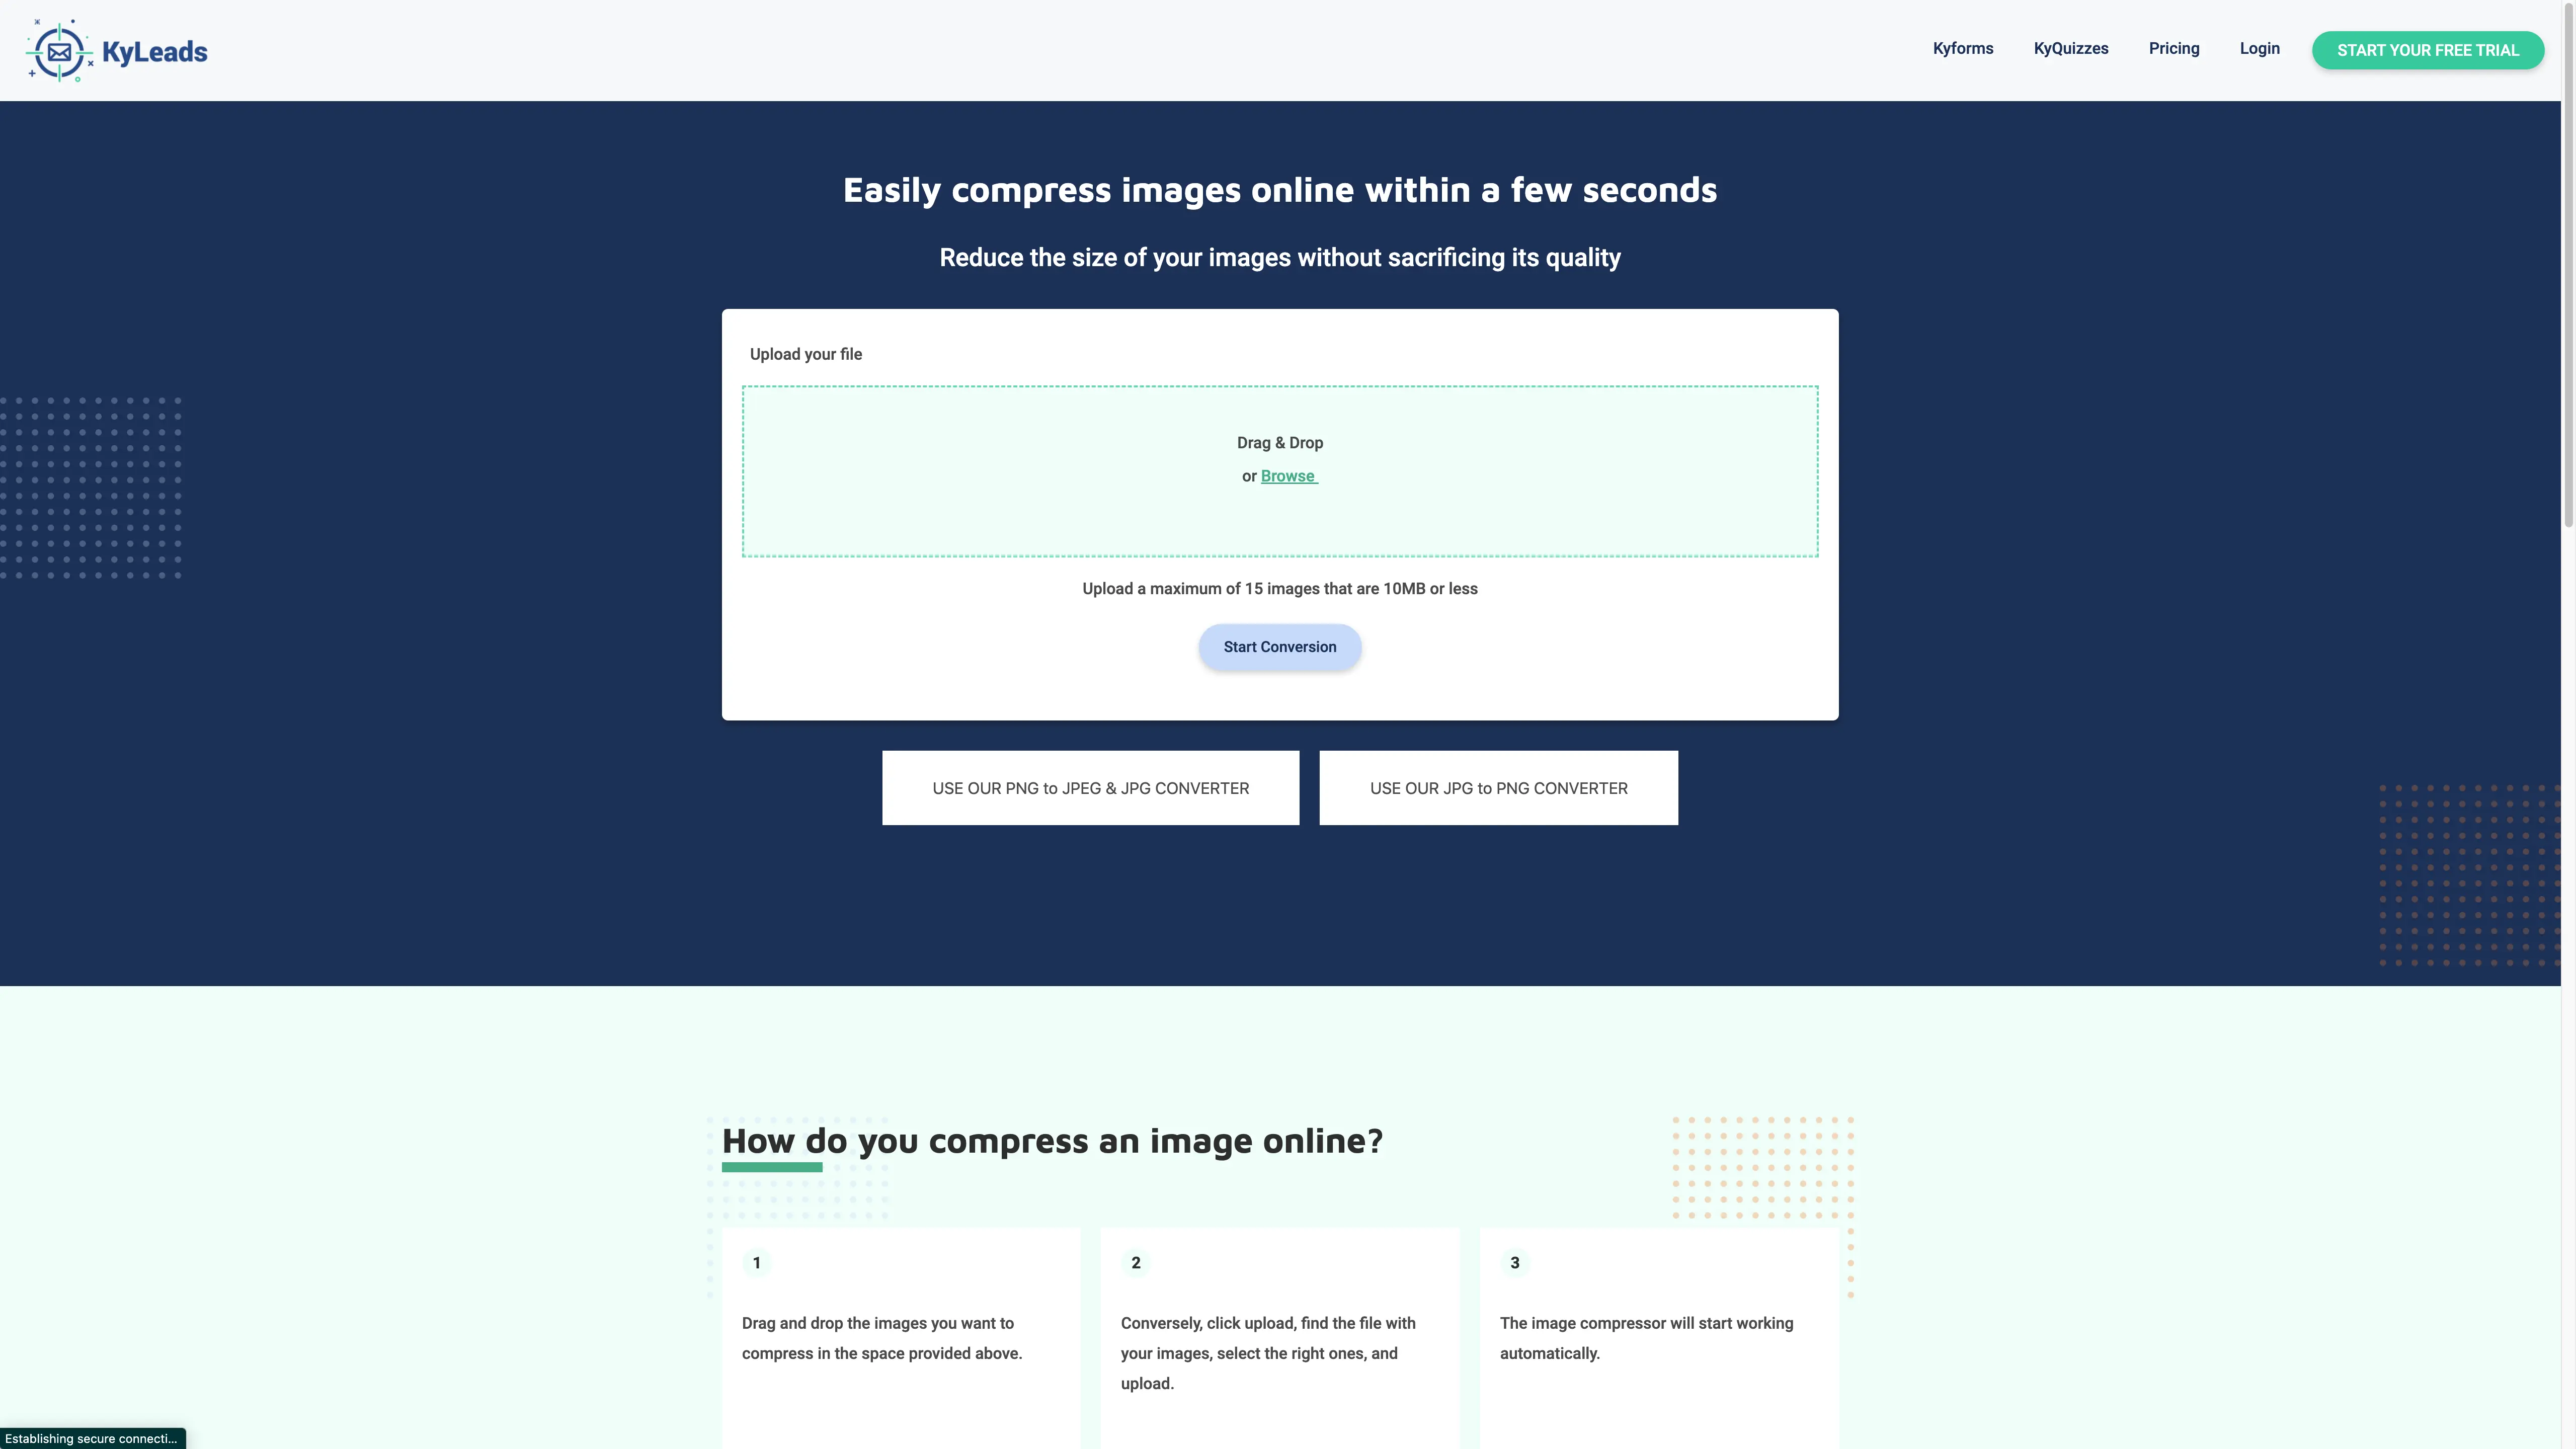 KyLeads
Kyforms
KyQuizzes
Pricing
Login
START YOUR FREE TRIAL
Easily compress images online within a few seconds
Reduce the size of your images without sacrificing its quality
Upload your file
Drag & Drop
or Browse
Upload a maximum of 15 images that are 10MB or less
Start Conversion
USE OUR PNG to JPEG & JPG CONVERTER
USE OUR JPG to PNG CONVERTER
How do you compress an image online?
1
Drag and drop the images you want to
compress in the space provided above.
2
Conversely, click upload, find the file with
your images, select the right ones, and
upload.
3
The image compressor will start working
automatically.
Establishing secure connecti...